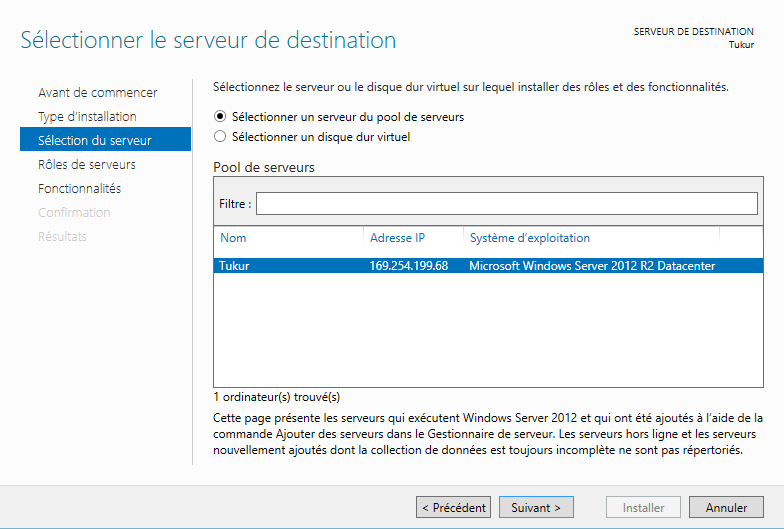 Sélectionner le serveur de destination
SERVEUR DE DESTINATION
Tukur
Avant de commencer
Type d'installation
Sélection du serveur
Rôles de serveurs
Fonctionnalités
Confirmation
Résultats
Sélectionnez le serveur ou le disque dur virtuel sur lequel installer des rôles et des fonctionnalités.
Sélectionner un serveur du pool de serveurs
Sélectionner un disque dur virtuel
Pool de serveurs
Filtre :
Nom Adresse IP Système d'exploitation
Tukur 169.254.199.68 Microsoft Windows Server 2012 R2 Datacenter
1 ordinateur(s) trouvé(s)
Cette page présente les serveurs qui exécutent Windows Server 2012 et qui ont été ajoutés à l'aide de la
commande Ajouter des serveurs dans le Gestionnaire de serveur. Les serveurs hors ligne et les serveurs
nouvellement ajoutés dont la collection de données est toujours incomplète ne sont pas répertoriés.
< Précédent Suivant > Installer Annuler